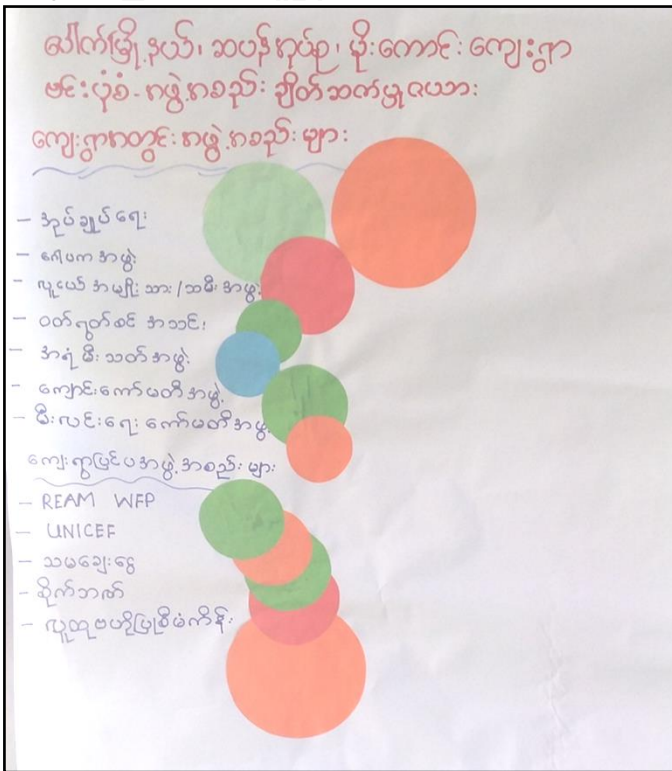 ပေါက်မြို့နယ်၊ ဆပန်အုပ်စု၊ မိုးကောင်းကျေးရွာ
ဗင်းပုံစံ-အဖွဲ့အစည်းချိတ်ဆက်မှုဇယား
ကျေးရွာအတွင်းအဖွဲ့အစည်းများ
- အုပ်ချုပ်ရေး
- စေပက အဖွဲ့
- လူငယ် အမျိုးသား/သမီးအဖွဲ့
- ဝတ်ရွတ်စဉ် အသင်း
- အရံမီးသတ်အဖွဲ့
- ကျောင်းကော်မတီအဖွဲ့
- မီးလင်းရေးကော်မတီအဖွဲ့
ကျေးရွာပြင်ပအဖွဲ့အစည်းများ
- REAM WFP
- UNICEF
- သမချေးငွေ
- စိုက်ဘဏ်
- လူထုဗဟိုပြုစီမံကိန်း